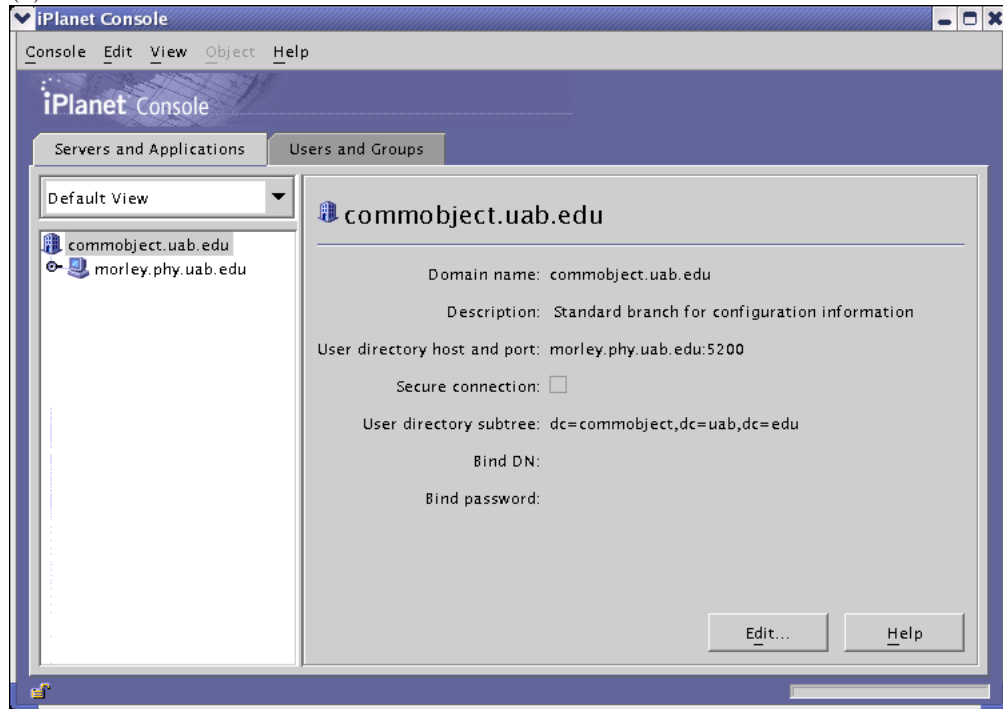 iPlanet Console
Console Edit View Object Help
iPlanet Console
Servers and Applications Users and Groups
Default View
commobject.uab.edu
morley.phy.uab.edu
commobject.uab.edu
Domain name: commobject.uab.edu
Description: Standard branch for configuration information
User directory host and port: morley.phy.uab.edu:5200
Secure connection:
User directory subtree: dc=commobject,dc=uab,dc=edu
Bind DN:
Bind password:
Edit... Help